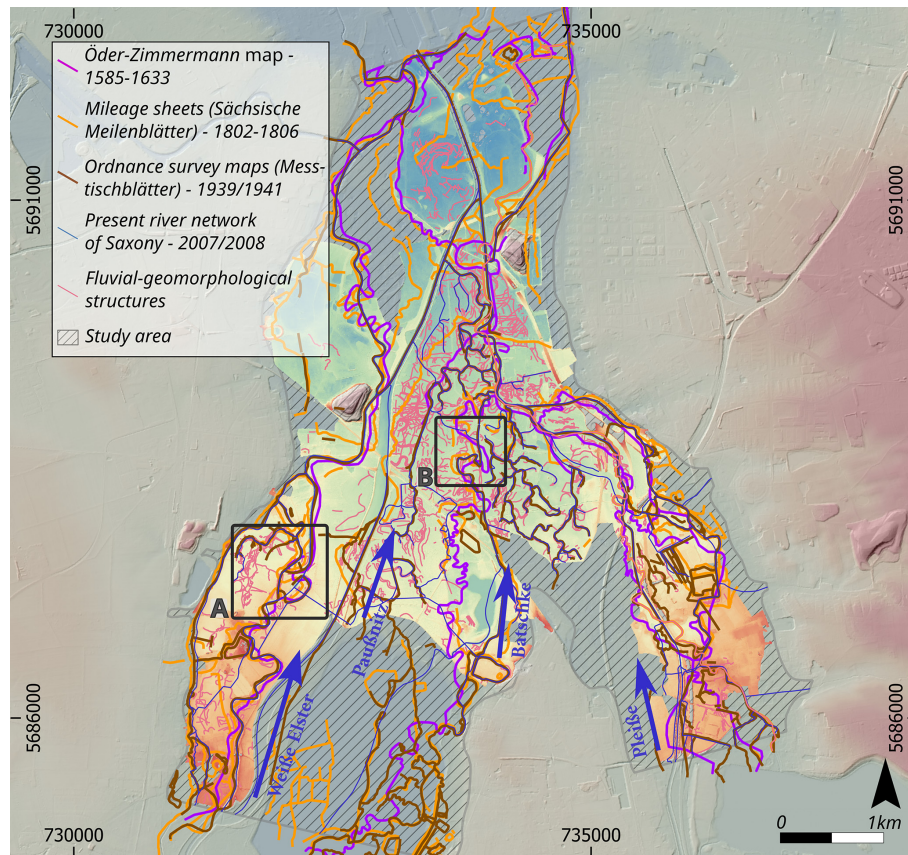 730000
735000
Öder-Zimmermann map -
1585-1633
Mileage sheets (Sächsische
Meilenblätter) - 1802-1806
Ordnance survey maps (Mess-
tischblätter) - 1939/1941
Present river network
of Saxony - 2007/2008
Fluvial-geomorphological
structures
Study area
5691000
5691000
B
A
Paußnitz
Batschke
Weiße Elster
Pleiße
5686000
5686000
0
1km
730000
735000